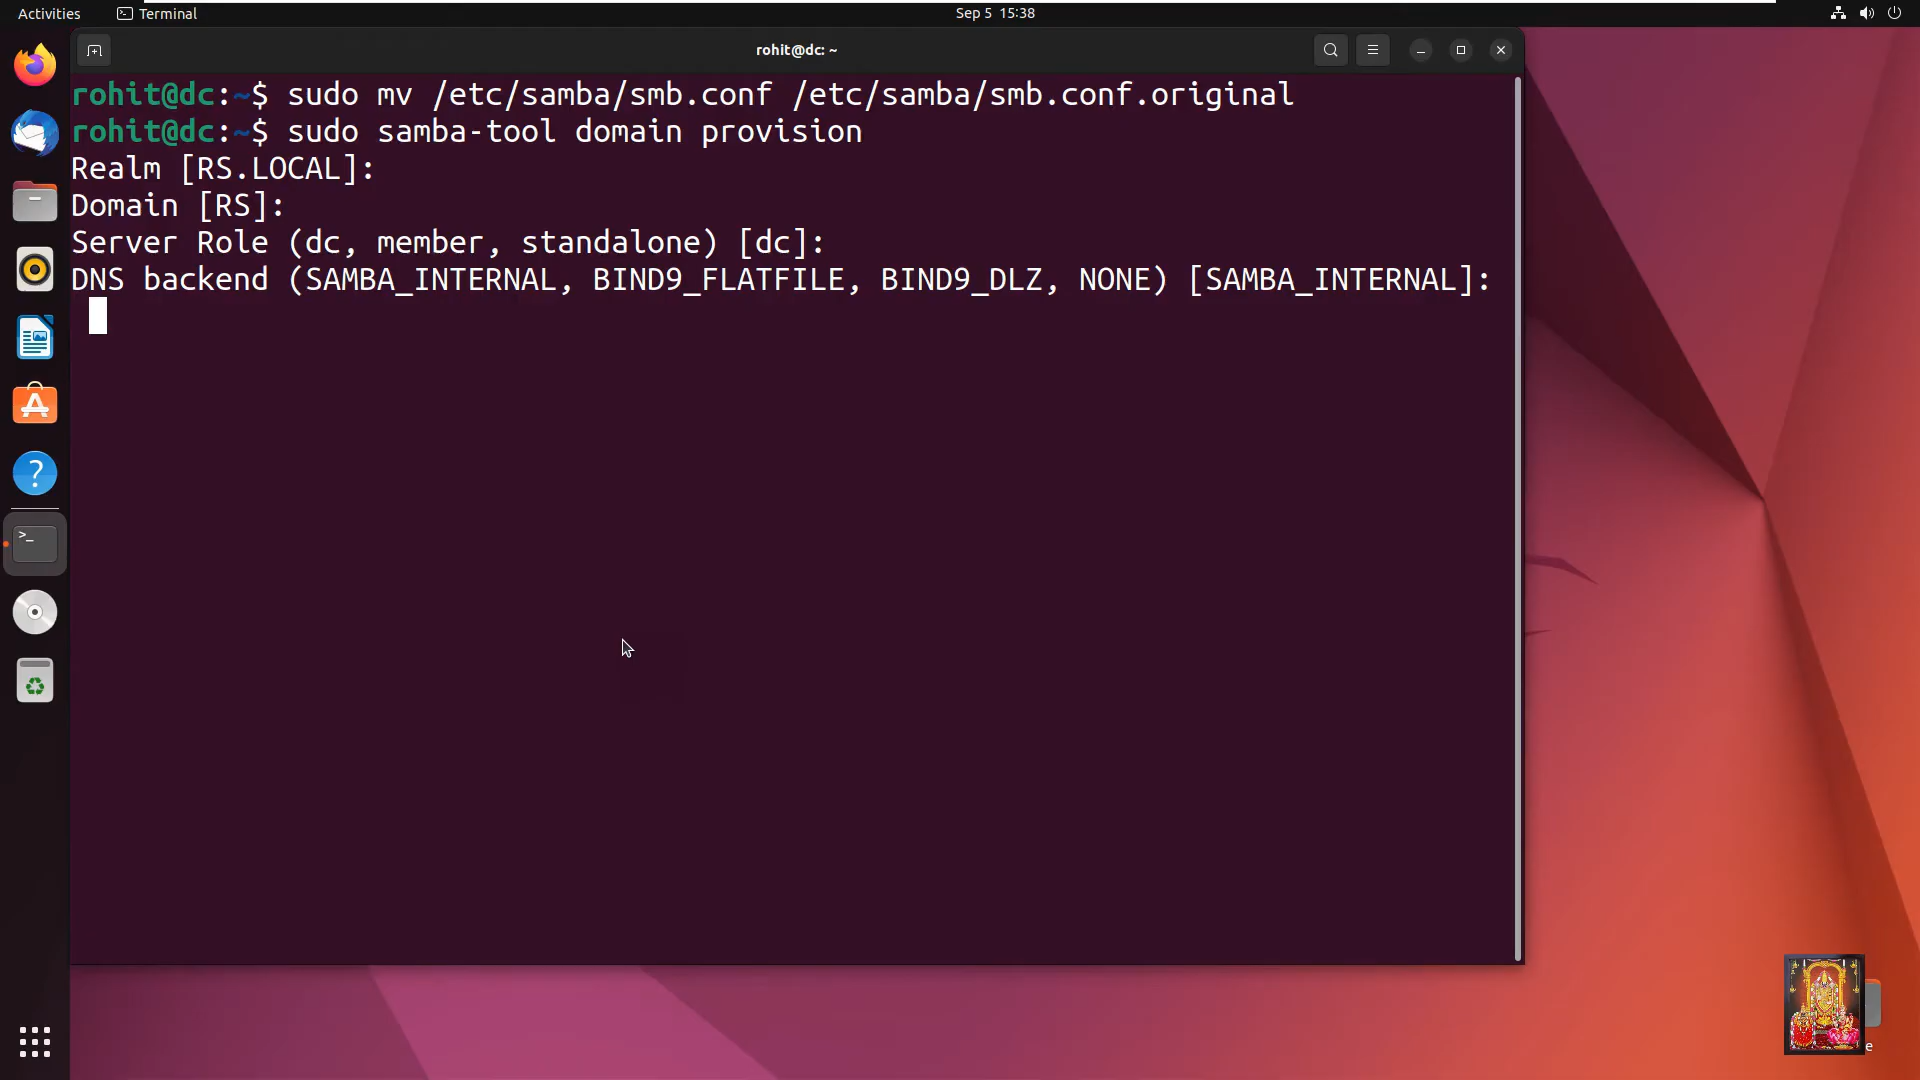 Activities
Terminal
Sep 5 15:38
rohit@dc: ~
rohit@dc:~$ sudo mv /etc/samba/smb.conf /etc/samba/smb.conf.original
rohit@dc:~$ sudo samba-tool domain provision
Realm [RS.LOCAL]:
Domain [RS]:
Server Role (dc, member, standalone) [dc]:
DNS backend (SAMBA_INTERNAL, BIND9_FLATFILE, BIND9_DLZ, NONE) [SAMBA_INTERNAL]: